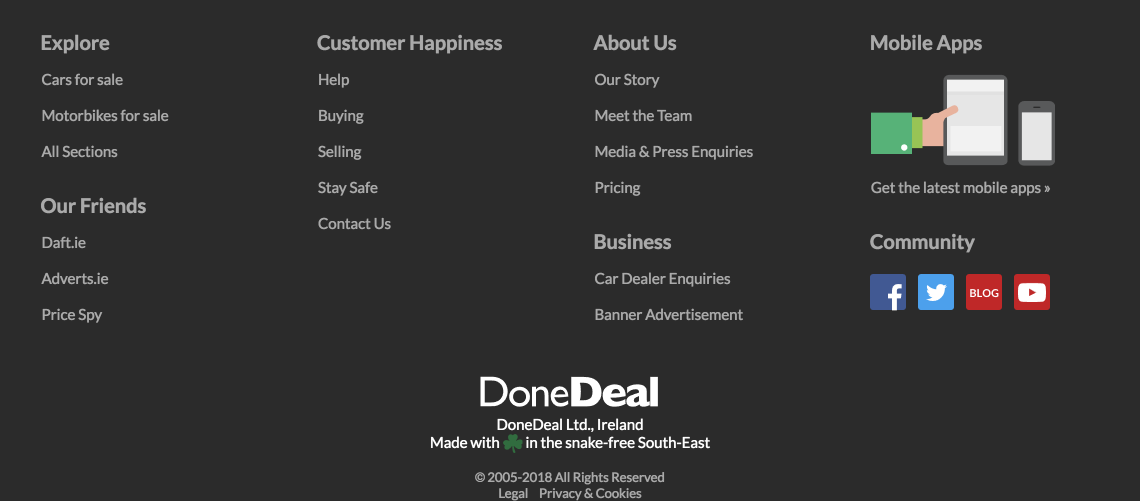 Explore
Cars for sale
Motorbikes for sale
All Sections
Our Friends
Daft.ie
Adverts.ie
Price Spy
Customer Happiness
Help
Buying
Selling
Stay Safe
Contact Us
About Us
Our Story
Meet the Team
Media & Press Enquiries
Pricing
Business
Car Dealer Enquiries
Banner Advertisement
Mobile Apps
Get the latest mobile apps »
Community
BLOG
DoneDeal
DoneDeal Ltd., Ireland
Made with in the snake-free South-East
© 2005-2018 All Rights Reserved
Legal Privacy & Cookies